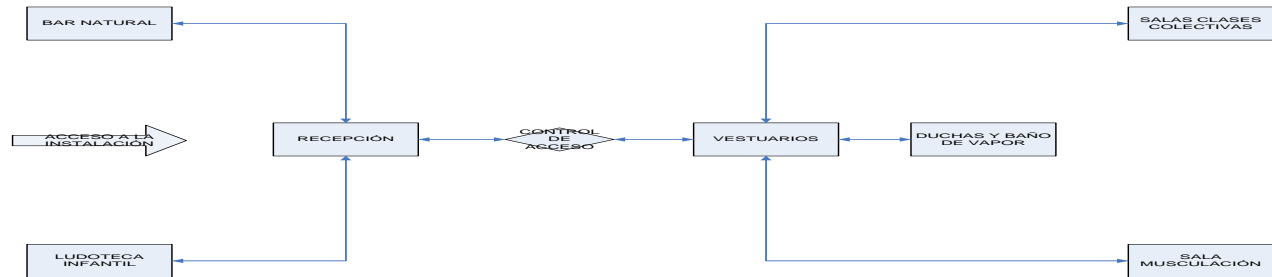 BAR NATURAL
SALAS CLASES
COLECTIVAS
ACCESO A LA
INSTALACIÓN
RECEPCIÓN
CONTROL
DE
ACCESO
VESTUARIOS
DUCHAS Y BAÑO
DE VAPOR
LUDOTECA
INFANTIL
SALA
MUSCULACIÓN